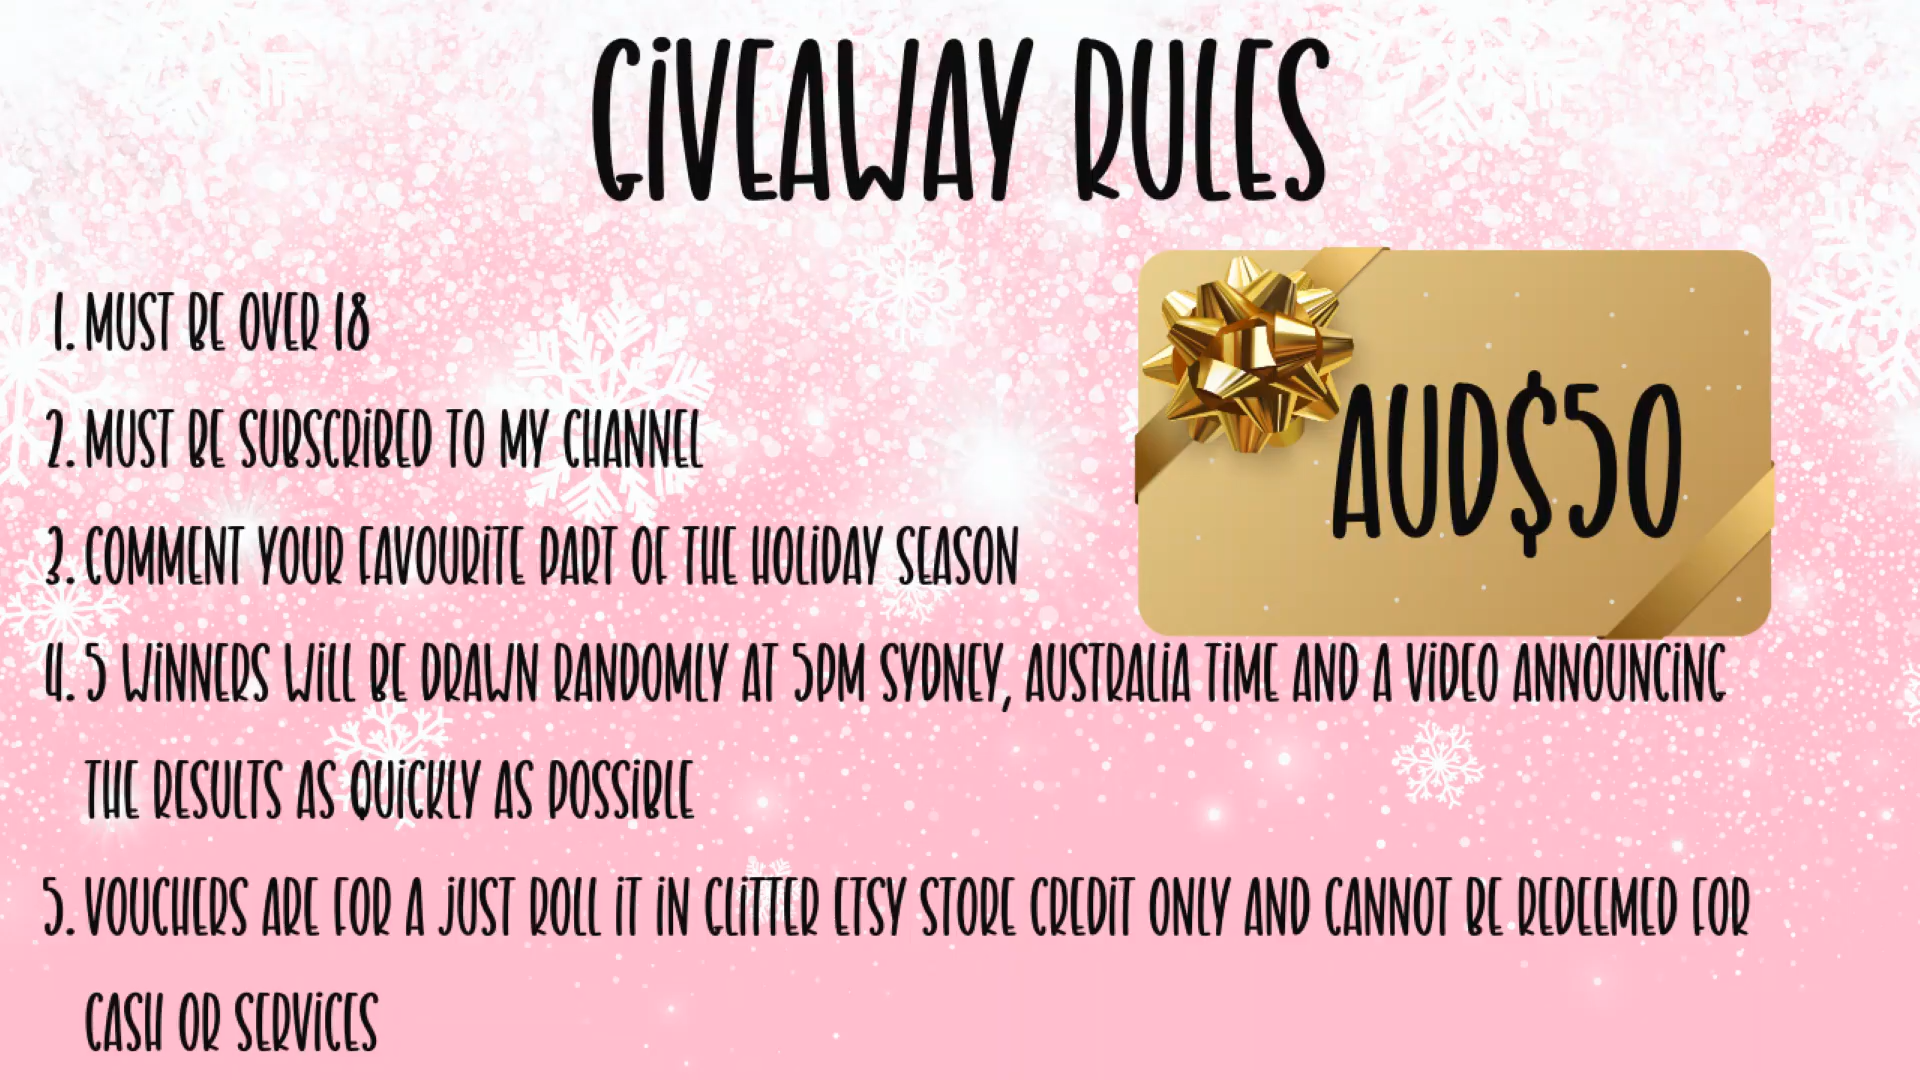 GiVEAWAY RULES
1. MUST BE OVER 18
2. MUST BE SUBSCRiBED TO MY CHANNEL
3. COMMENT YOUR FAVOURiTE PART OF THE HOLiDAY SEASON
AUD$50
4. 5 WiNNERS WiLL BE DRAWN RANDOMLY AT 5PM SYDNEY, AUSTRALiA TiME AND A ViDEO ANNOUNCiNG
THE RESULTS AS QUiCKLY AS POSSiBLE
5. VOUCHERS ARE FOR A JUST ROLL iT iN GLiTTER ETSY STORE CREDiT ONLY AND CANNOT BE REDEEMED FOR
CASH OR SERViCES